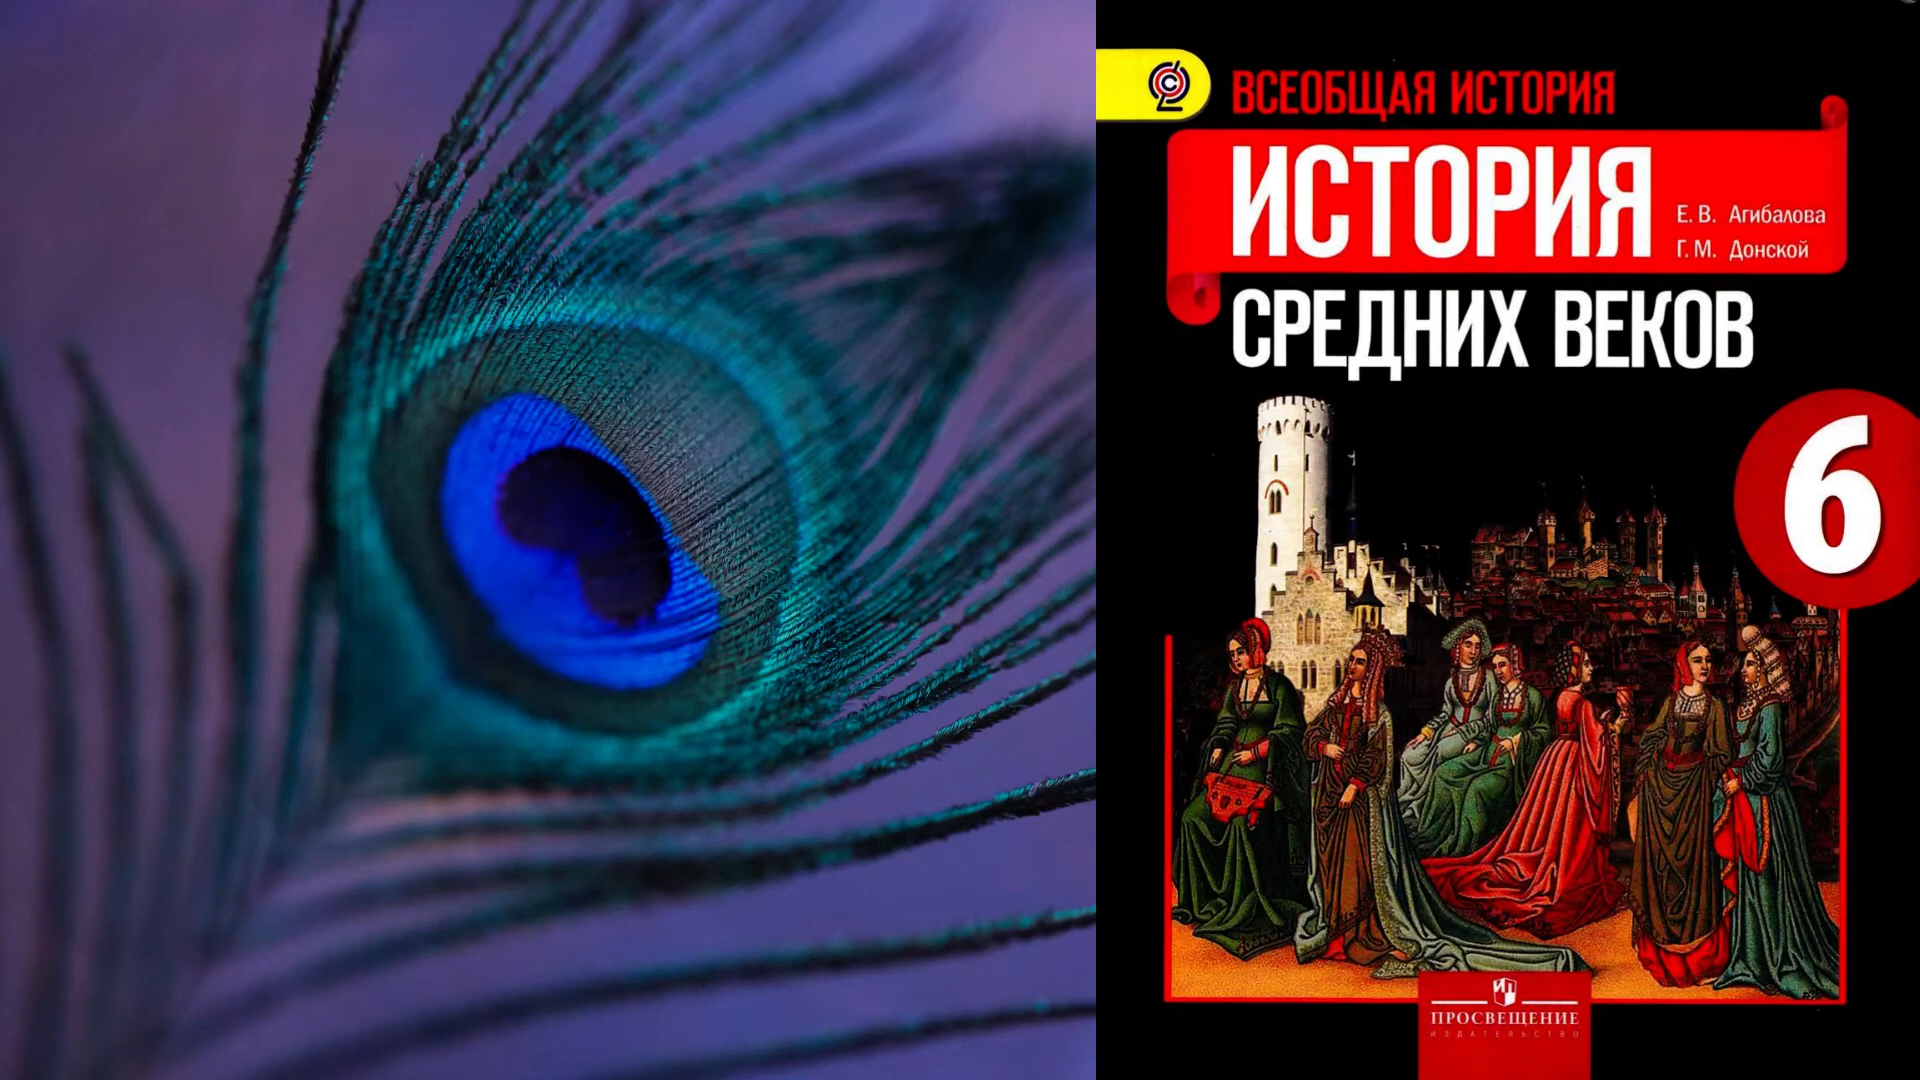 ВСЕОБЩАЯ ИСТОРИЯ
ИСТОРИЯ
Е. В. Агибалова
Г. М. Донской
СРЕДНИХ ВЕКОВ
6
ПРОСВЕЩЕНИЕ
ИЗДАТЕЛЬСТВО